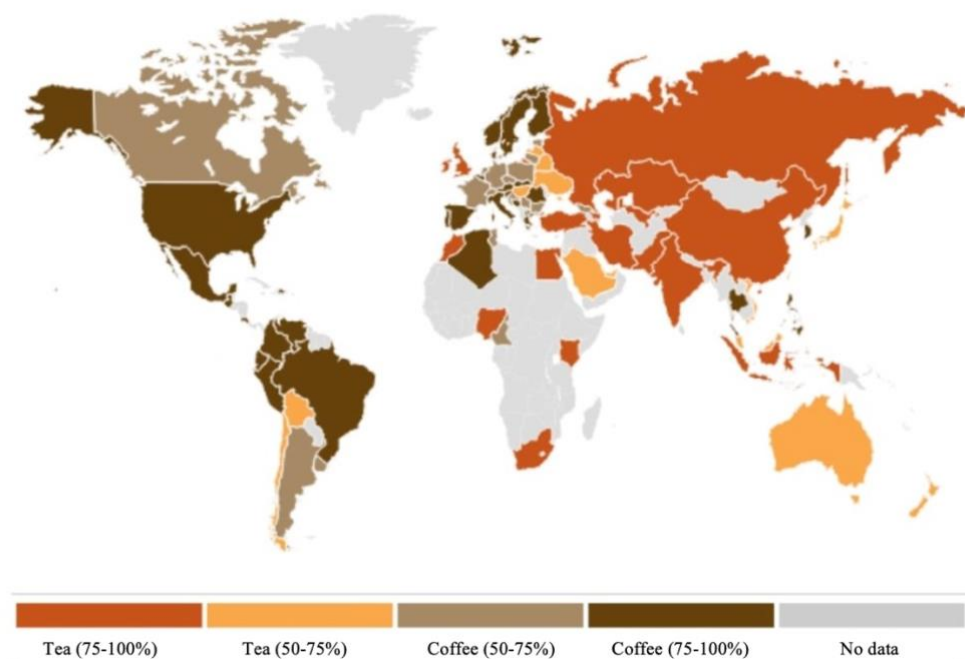 Tea (75-100%)
Tea (50-75%)
Coffee (50-75%)
Coffee (75-100%)
No data